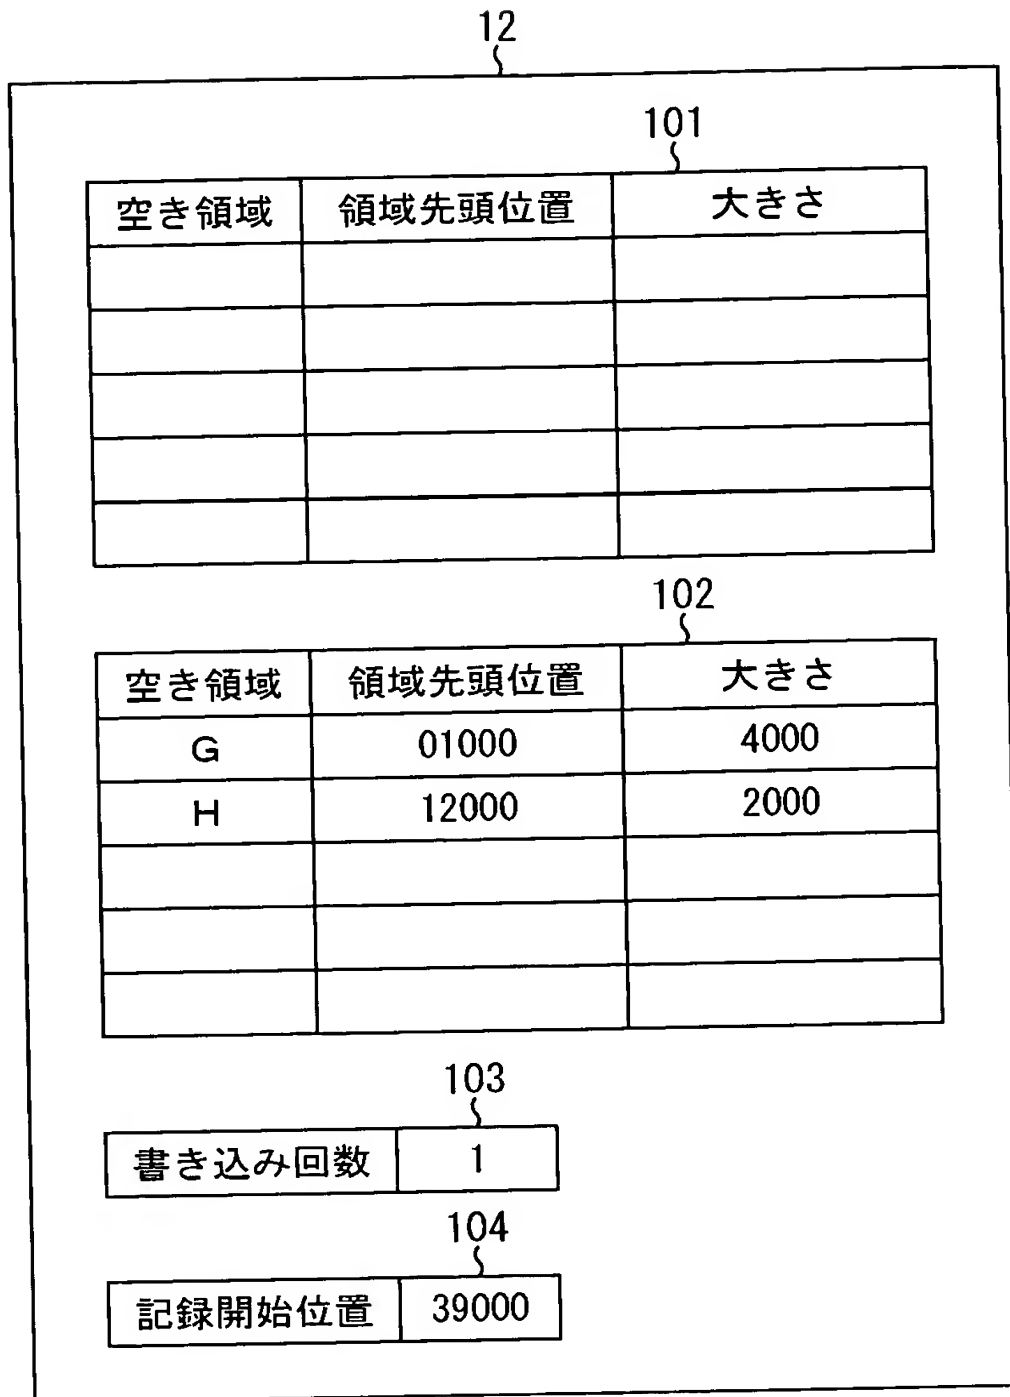 12
101
空き領域 領域先頭位置 大きさ
102
空き領域 領域先頭位置 大きさ
G 01000 4000
H 12000 2000
103
書き込み回数 1
104
記録開始位置 39000